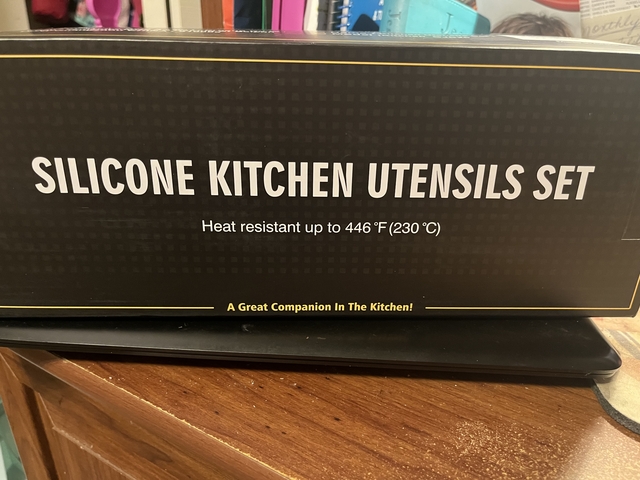 SILICONE KITCHEN UTENSILS SET
Heat resistant up to 446°F(230°C)
A Great Companion In The Kitchen!